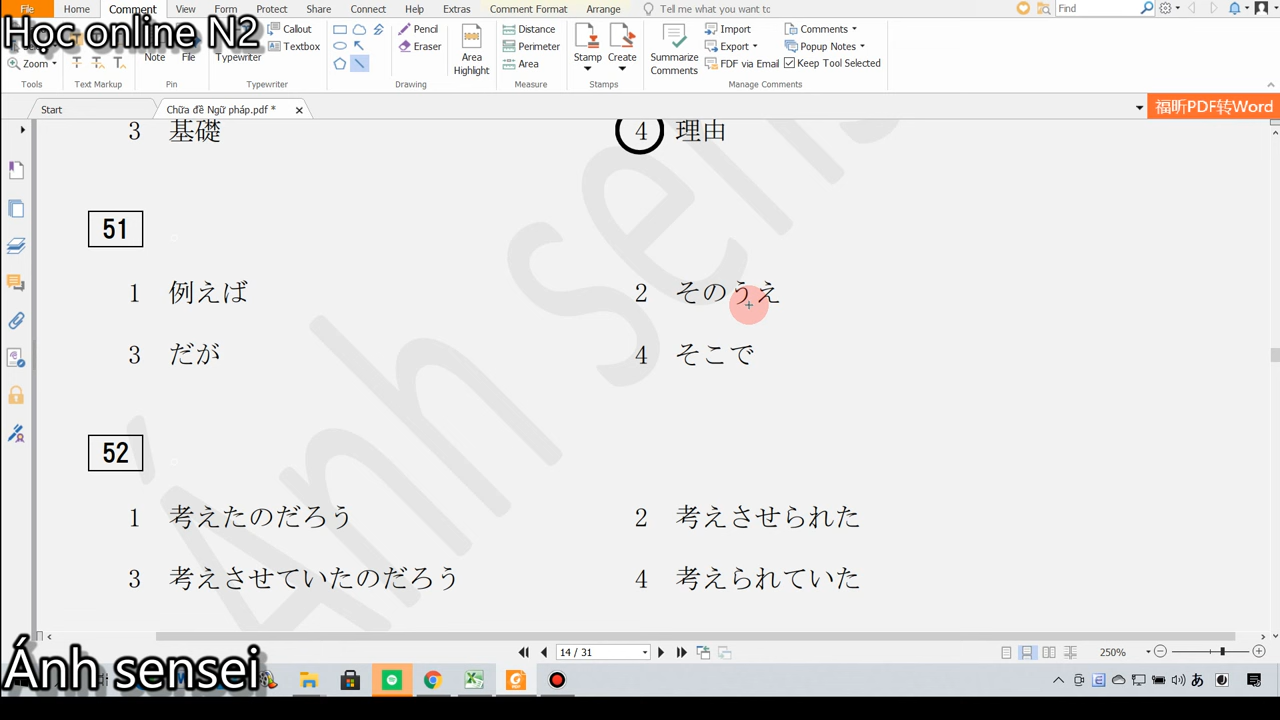 File Home Comment View Form Protect Share Connect Help Extras Comment Format Arrange Tell me what you want to Find
Học online N2
Zoom Note File Typewriter Callout Textbox Pencil Eraser Area Highlight Distance Perimeter Area Stamp Create Summarize Comments Import Export FDF via Email Comments Popup Notes Keep Tool Selected
Tools Text Markup Typewriter Drawing Measure Stamps Manage Comments
Start Chữa đề Ngữ pháp.pdf * 福昕PDF转Word
3 基礎 4 理由
51
1 例えば 2 そのうえ
3 だが 4 そこで
52
1 考えたのだろう 2 考えさせられた
3 考えさせていたのだろう 4 考えられていた
Ánh sensei
14 / 31 250%
Ánh sensei